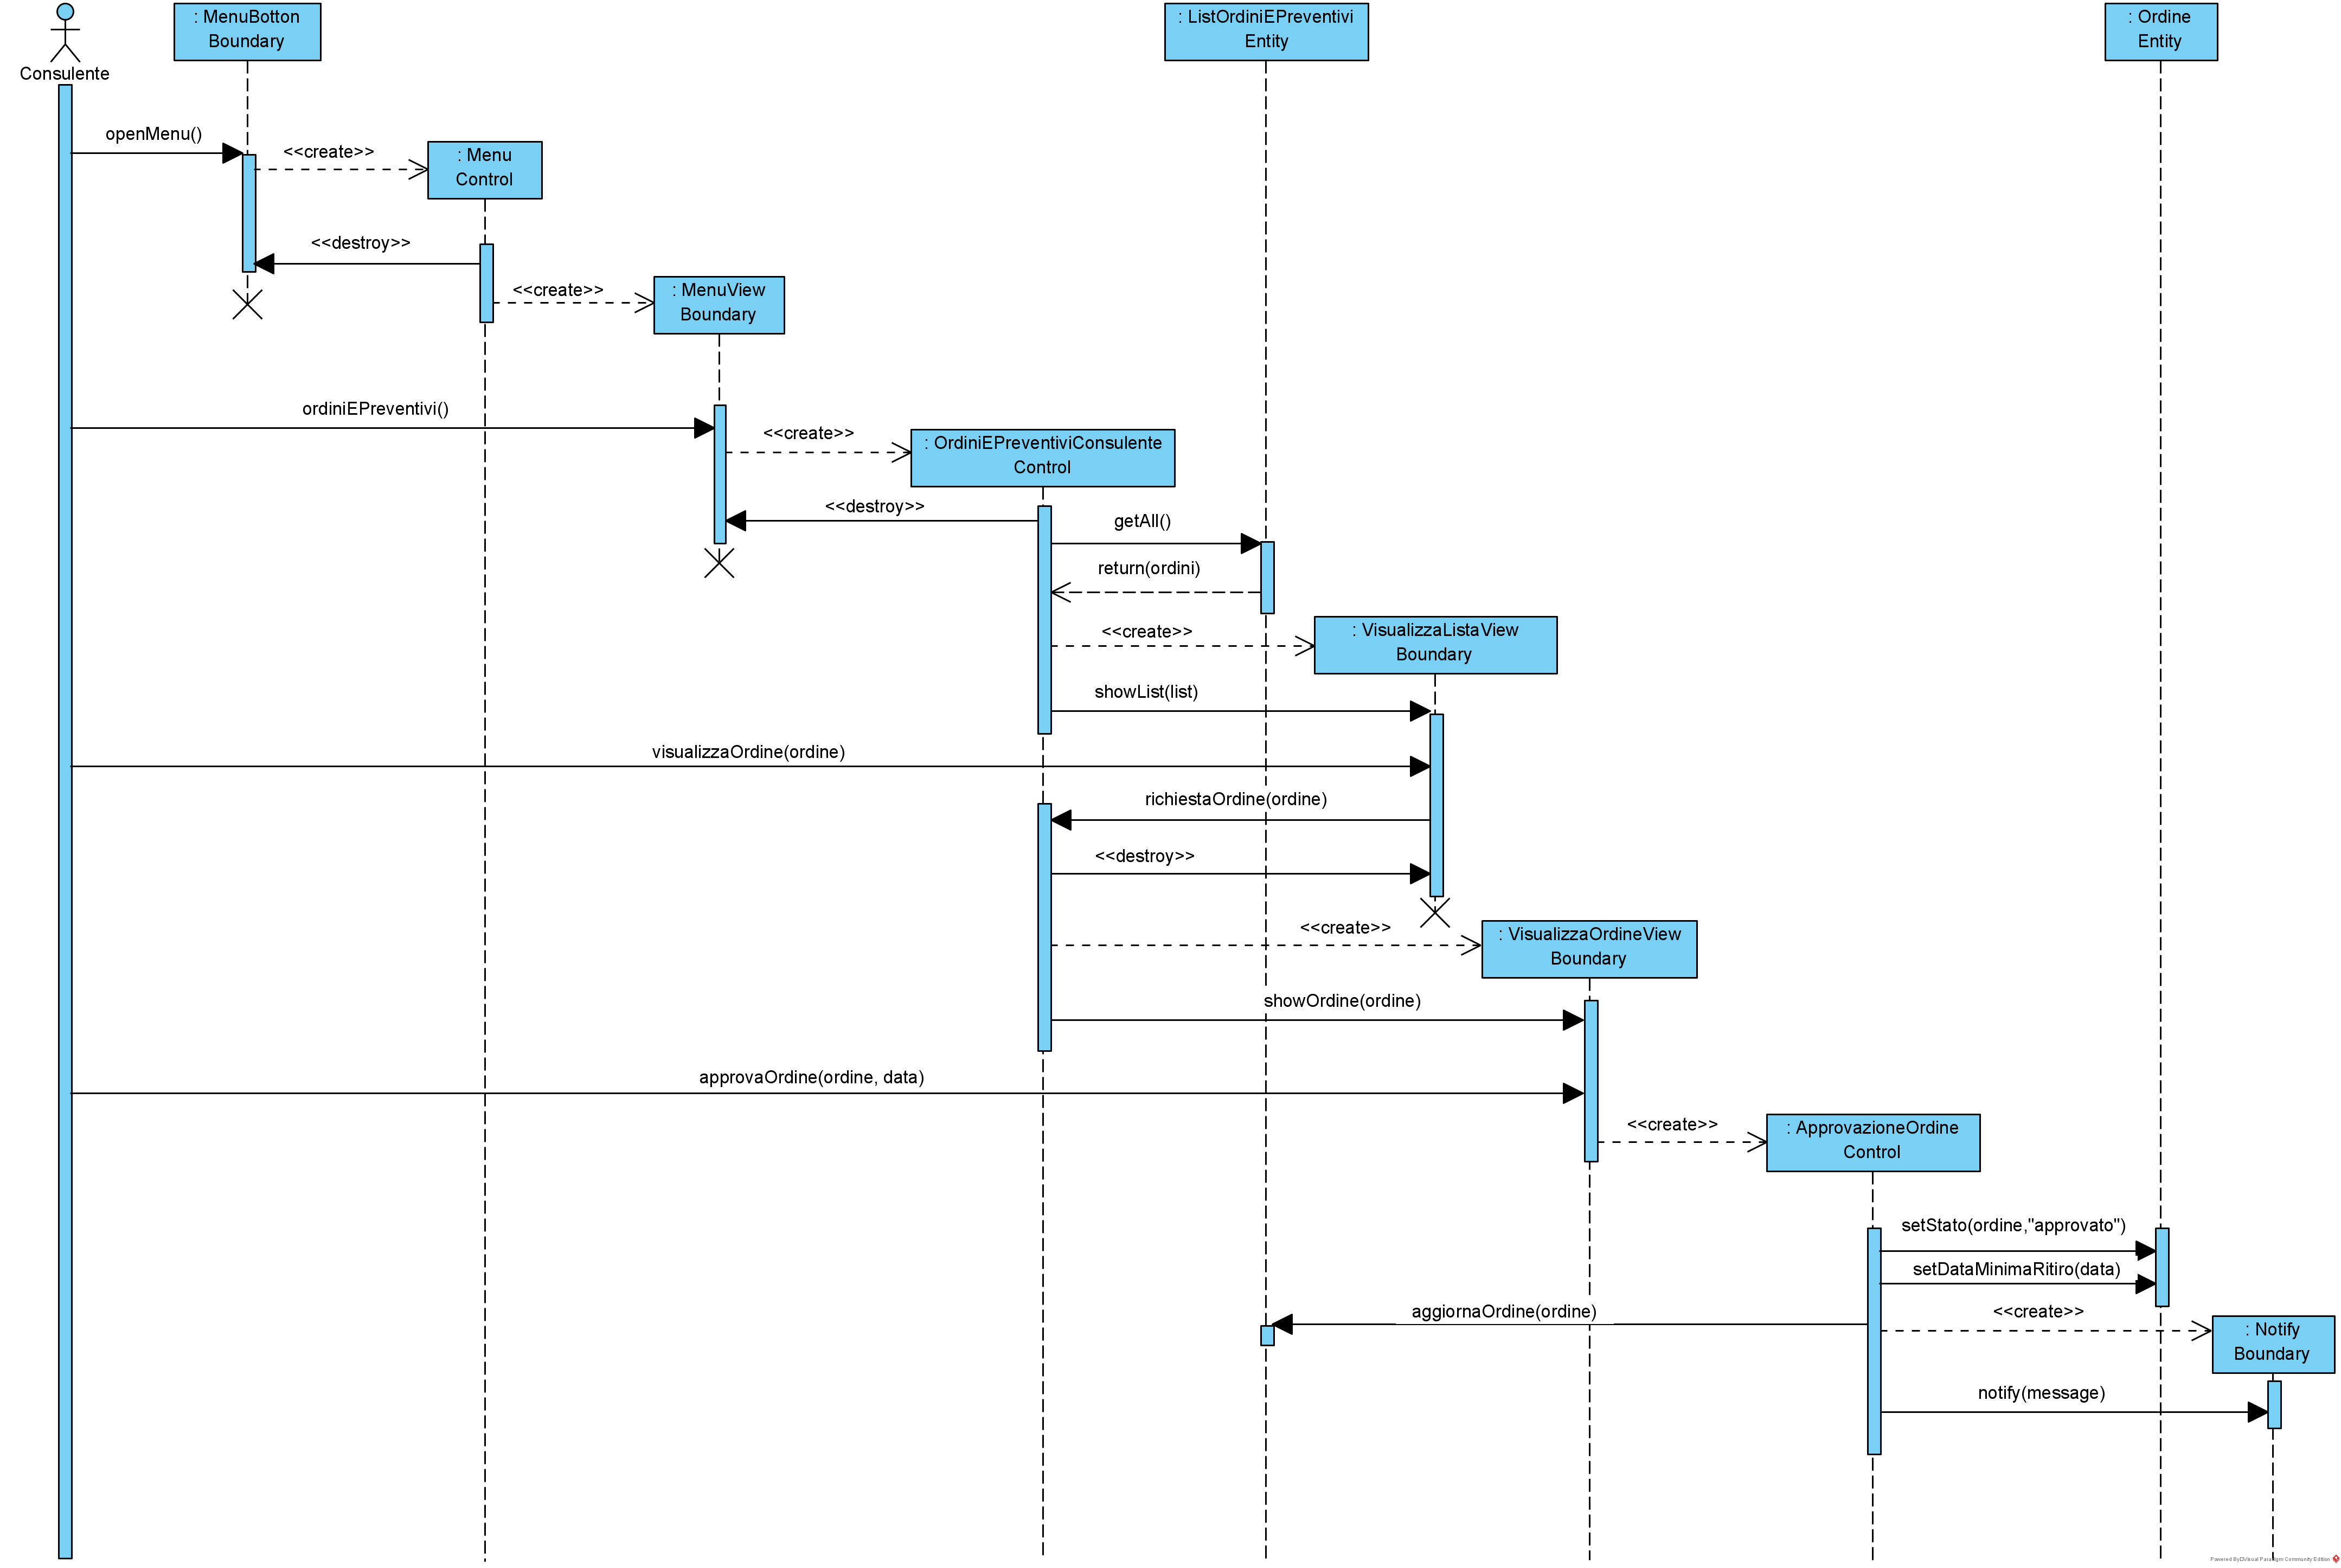 Consulente
: MenuBotton
Boundary
: ListOrdiniEPreventivi
Entity
: Ordine
Entity
openMenu()
<<create>>
: Menu
Control
<<destroy>>
<<create>>
: MenuView
Boundary
ordiniEPreventivi()
<<create>>
: OrdiniEPreventiviConsulente
Control
<<destroy>>
getAll()
return(ordini)
<<create>>
: VisualizzaListaView
Boundary
showList(list)
visualizzaOrdine(ordine)
richiestaOrdine(ordine)
<<destroy>>
<<create>>
: VisualizzaOrdineView
Boundary
showOrdine(ordine)
approvaOrdine(ordine, data)
<<create>>
: ApprovazioneOrdine
Control
setStato(ordine,"approvato")
setDataMinimaRitiro(data)
aggiornaOrdine(ordine)
<<create>>
: Notify
Boundary
notify(message)
Powered By Visual Paradigm Community Edition